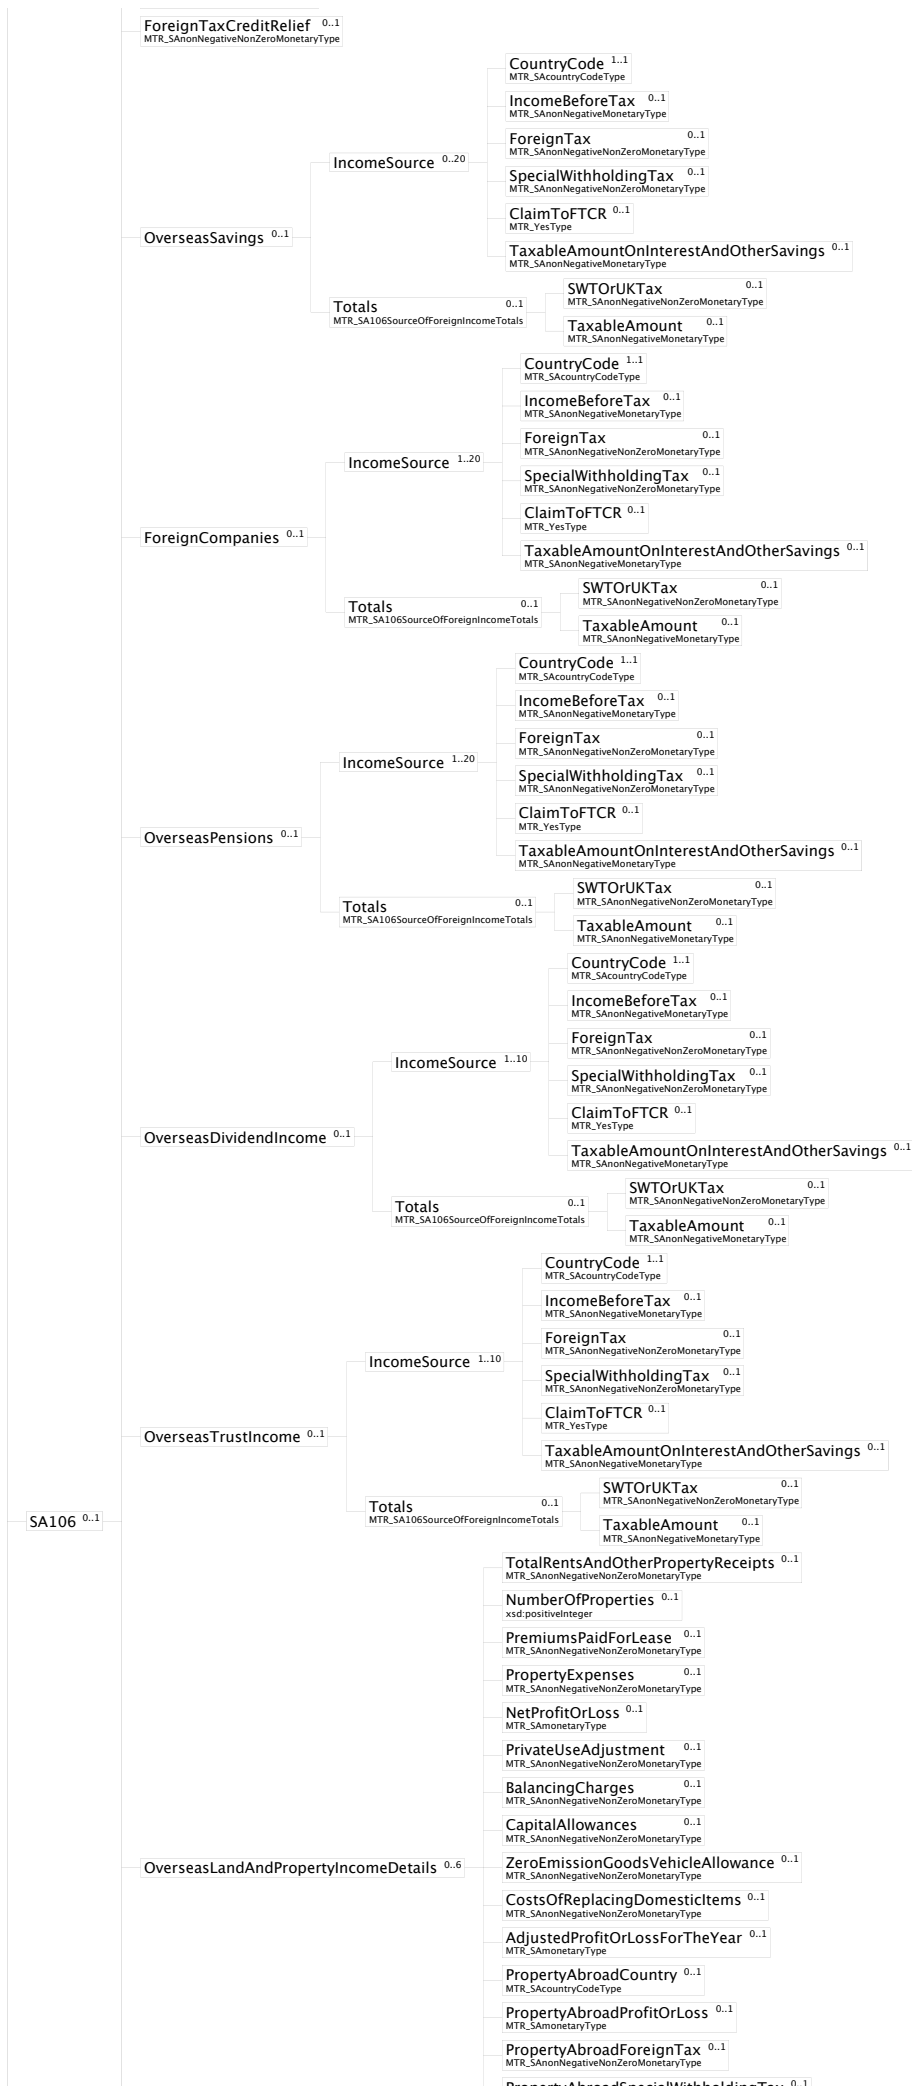 ForeignTaxCreditRelief 0..1
MTR_SAnonNegativeNonZeroMonetaryType
CountryCode 1..1
MTR_SAcountryCodeType
IncomeBeforeTax 0..1
MTR_SAnonNegativeMonetaryType
ForeignTax 0..1
MTR_SAnonNegativeNonZeroMonetaryType
IncomeSource 0..20
SpecialWithholdingTax 0..1
MTR_SAnonNegativeNonZeroMonetaryType
ClaimToFTCR 0..1
MTR_YesType
OverseasSavings 0..1
TaxableAmountOnInterestAndOtherSavings 0..1
MTR_SAnonNegativeMonetaryType
SWTOrUKTax 0..1
MTR_SAnonNegativeNonZeroMonetaryType
Totals 0..1
MTR_SA106SourceOfForeignIncomeTotals
TaxableAmount 0..1
MTR_SAnonNegativeMonetaryType
CountryCode 1..1
MTR_SAcountryCodeType
IncomeBeforeTax 0..1
MTR_SAnonNegativeMonetaryType
ForeignTax 0..1
MTR_SAnonNegativeNonZeroMonetaryType
IncomeSource 1..20
SpecialWithholdingTax 0..1
MTR_SAnonNegativeNonZeroMonetaryType
ClaimToFTCR 0..1
MTR_YesType
ForeignCompanies 0..1
TaxableAmountOnInterestAndOtherSavings 0..1
MTR_SAnonNegativeMonetaryType
SWTOrUKTax 0..1
MTR_SAnonNegativeNonZeroMonetaryType
Totals 0..1
MTR_SA106SourceOfForeignIncomeTotals
TaxableAmount 0..1
MTR_SAnonNegativeMonetaryType
CountryCode 1..1
MTR_SAcountryCodeType
IncomeBeforeTax 0..1
MTR_SAnonNegativeMonetaryType
ForeignTax 0..1
MTR_SAnonNegativeNonZeroMonetaryType
IncomeSource 1..20
SpecialWithholdingTax 0..1
MTR_SAnonNegativeNonZeroMonetaryType
ClaimToFTCR 0..1
MTR_YesType
OverseasPensions 0..1
TaxableAmountOnInterestAndOtherSavings 0..1
MTR_SAnonNegativeMonetaryType
SWTOrUKTax 0..1
MTR_SAnonNegativeNonZeroMonetaryType
Totals 0..1
MTR_SA106SourceOfForeignIncomeTotals
TaxableAmount 0..1
MTR_SAnonNegativeMonetaryType
CountryCode 1..1
MTR_SAcountryCodeType
IncomeBeforeTax 0..1
MTR_SAnonNegativeMonetaryType
ForeignTax 0..1
MTR_SAnonNegativeNonZeroMonetaryType
IncomeSource 1..10
SpecialWithholdingTax 0..1
MTR_SAnonNegativeNonZeroMonetaryType
ClaimToFTCR 0..1
MTR_YesType
OverseasDividendIncome 0..1
TaxableAmountOnInterestAndOtherSavings 0..1
MTR_SAnonNegativeMonetaryType
SWTOrUKTax 0..1
MTR_SAnonNegativeNonZeroMonetaryType
Totals 0..1
MTR_SA106SourceOfForeignIncomeTotals
TaxableAmount 0..1
MTR_SAnonNegativeMonetaryType
CountryCode 1..1
MTR_SAcountryCodeType
IncomeBeforeTax 0..1
MTR_SAnonNegativeMonetaryType
ForeignTax 0..1
MTR_SAnonNegativeNonZeroMonetaryType
IncomeSource 1..10
SpecialWithholdingTax 0..1
MTR_SAnonNegativeNonZeroMonetaryType
ClaimToFTCR 0..1
MTR_YesType
OverseasTrustIncome 0..1
TaxableAmountOnInterestAndOtherSavings 0..1
MTR_SAnonNegativeMonetaryType
SWTOrUKTax 0..1
MTR_SAnonNegativeNonZeroMonetaryType
Totals 0..1
MTR_SA106SourceOfForeignIncomeTotals
SA106 0..1
TaxableAmount 0..1
MTR_SAnonNegativeMonetaryType
TotalRentsAndOtherPropertyReceipts 0..1
MTR_SAnonNegativeNonZeroMonetaryType
NumberOfProperties 0..1
xsd:positiveInteger
PremiumsPaidForLease 0..1
MTR_SAnonNegativeNonZeroMonetaryType
PropertyExpenses 0..1
MTR_SAnonNegativeNonZeroMonetaryType
NetProfitOrLoss 0..1
MTR_SAmonetaryType
PrivateUseAdjustment 0..1
MTR_SAnonNegativeNonZeroMonetaryType
BalancingCharges 0..1
MTR_SAnonNegativeNonZeroMonetaryType
CapitalAllowances 0..1
MTR_SAnonNegativeNonZeroMonetaryType
OverseasLandAndPropertyIncomeDetails 0..6
ZeroEmissionGoodsVehicleAllowance 0..1
MTR_SAnonNegativeNonZeroMonetaryType
CostsOfReplacingDomesticItems 0..1
MTR_SAnonNegativeNonZeroMonetaryType
AdjustedProfitOrLossForTheYear 0..1
MTR_SAmonetaryType
PropertyAbroadCountry 0..1
MTR_SAcountryCodeType
PropertyAbroadProfitOrLoss 0..1
MTR_SAmonetaryType
PropertyAbroadForeignTax 0..1
MTR_SAnonNegativeNonZeroMonetaryType
PropertyAbroadSpecialWithholdingTax 0..1